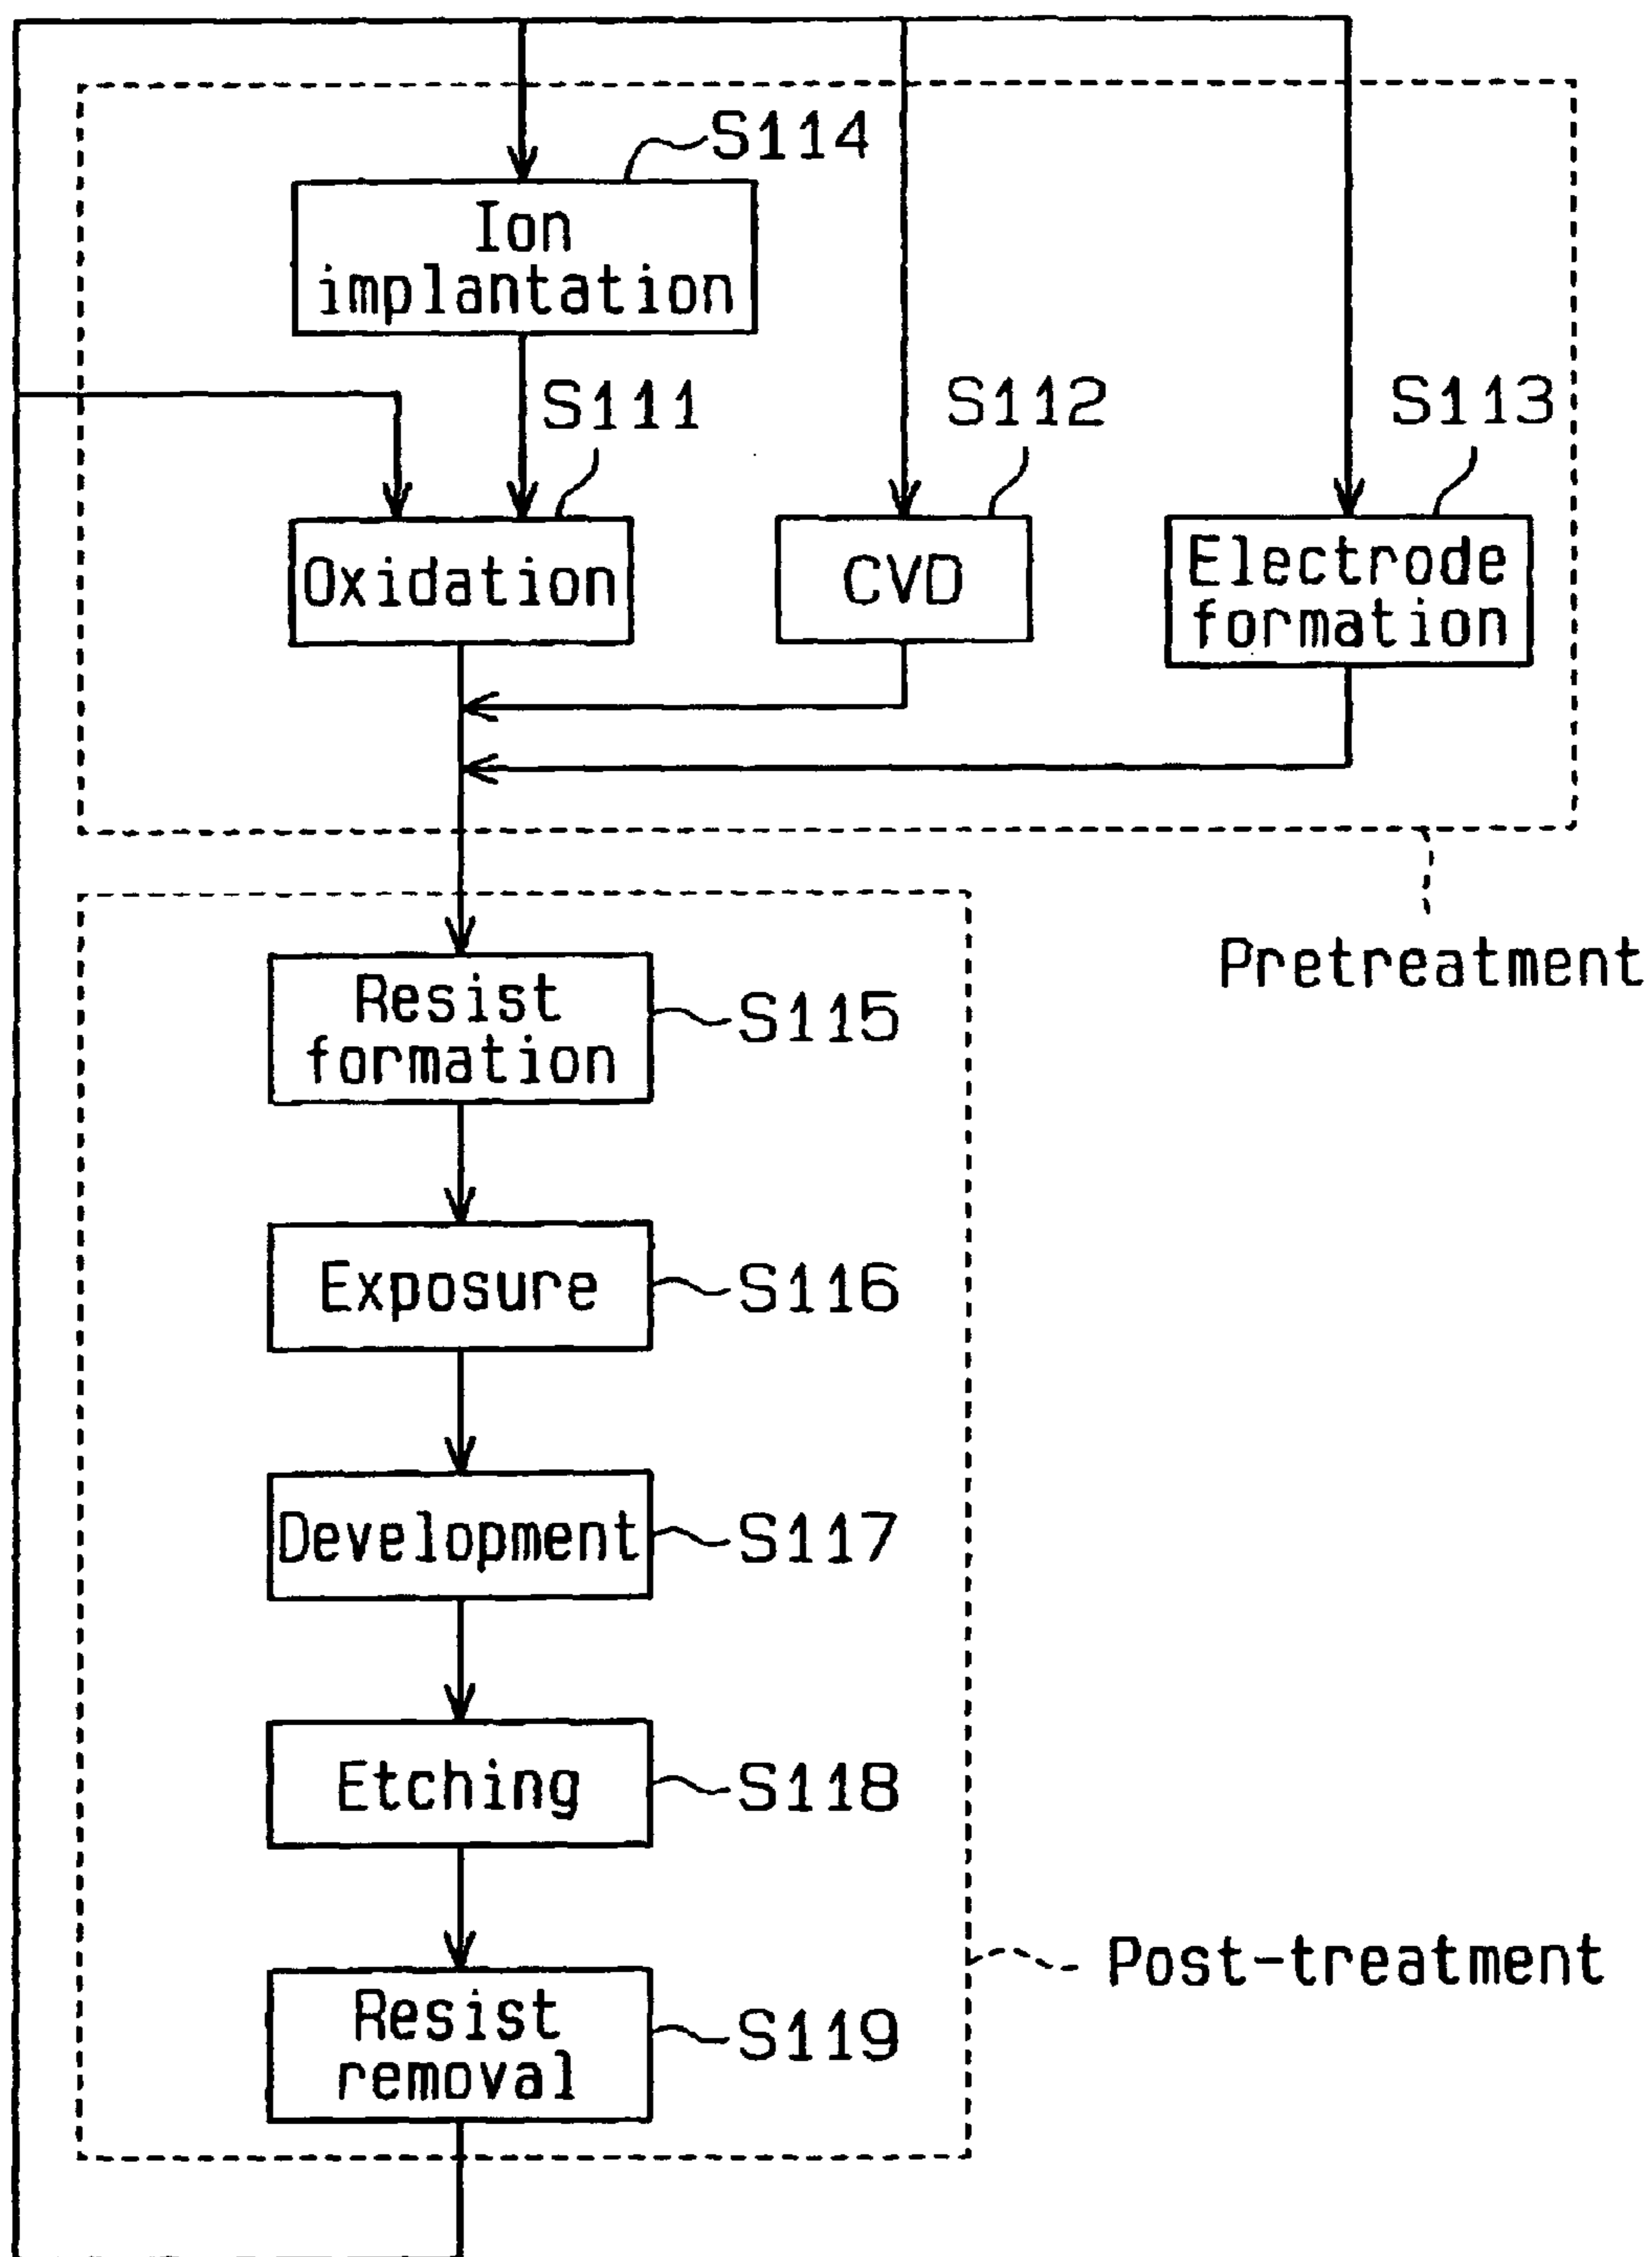 S114
Ion
implantation
S111
S112
S113
Oxidation
CVD
Electrode
formation
Pretreatment
Resist
formation
S115
Exposure
S116
Development
S117
Etching
S118
Post-treatment
Resist
removal
S119